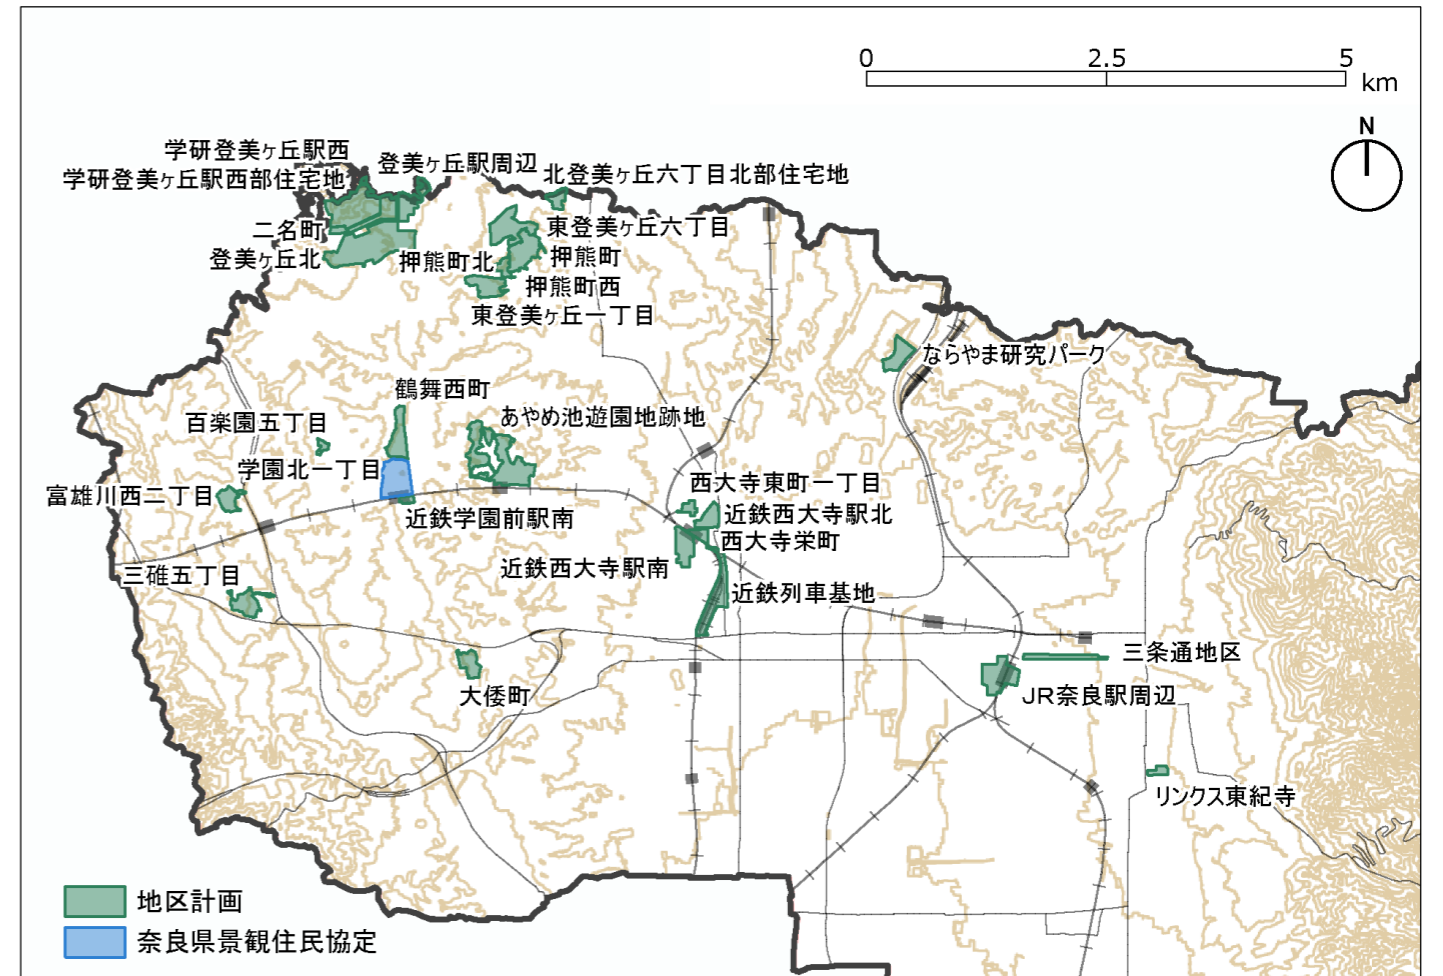 0 2.5 5
km
N
学研登美ヶ丘駅西
登美ヶ丘駅周辺
学研登美ヶ丘駅西部住宅地
北登美ヶ丘六丁目北部住宅地
二名町
東登美ヶ丘六丁目
登美ヶ丘北
押熊町北
押熊町
押熊町西
東登美ヶ丘一丁目
ならやま研究パーク
鶴舞西町
百楽園五丁目
あやめ池遊園地跡地
学園北一丁目
富雄川西二丁目
西大寺東町一丁目
近鉄学園前駅南
近鉄西大寺駅北
西大寺栄町
三碓五丁目
近鉄西大寺駅南
近鉄列車基地
三条通地区
大倭町
JR奈良駅周辺
リンクス東紀寺
地区計画
奈良県景観住民協定